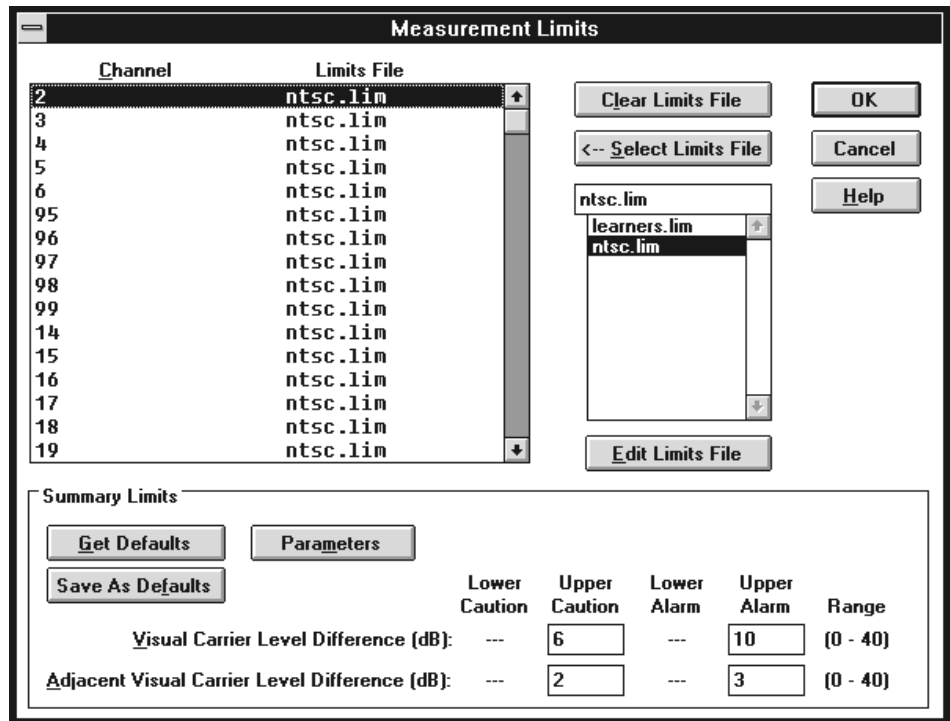 Measurement Limits
Channel Limits File
2 ntsc.lim
3 ntsc.lim
4 ntsc.lim
5 ntsc.lim
6 ntsc.lim
95 ntsc.lim
96 ntsc.lim
97 ntsc.lim
98 ntsc.lim
99 ntsc.lim
14 ntsc.lim
15 ntsc.lim
16 ntsc.lim
17 ntsc.lim
18 ntsc.lim
19 ntsc.lim
Clear Limits File
<-- Select Limits File
ntsc.lim
learners.lim
ntsc.lim
Edit Limits File
OK
Cancel
Help
Summary Limits
Get Defaults Parameters
Save As Defaults
Lower Caution Upper Caution Lower Alarm Upper Alarm Range
Visual Carrier Level Difference (dB): --- 6 --- 10 (0 - 40)
Adjacent Visual Carrier Level Difference (dB): --- 2 --- 3 (0 - 40)